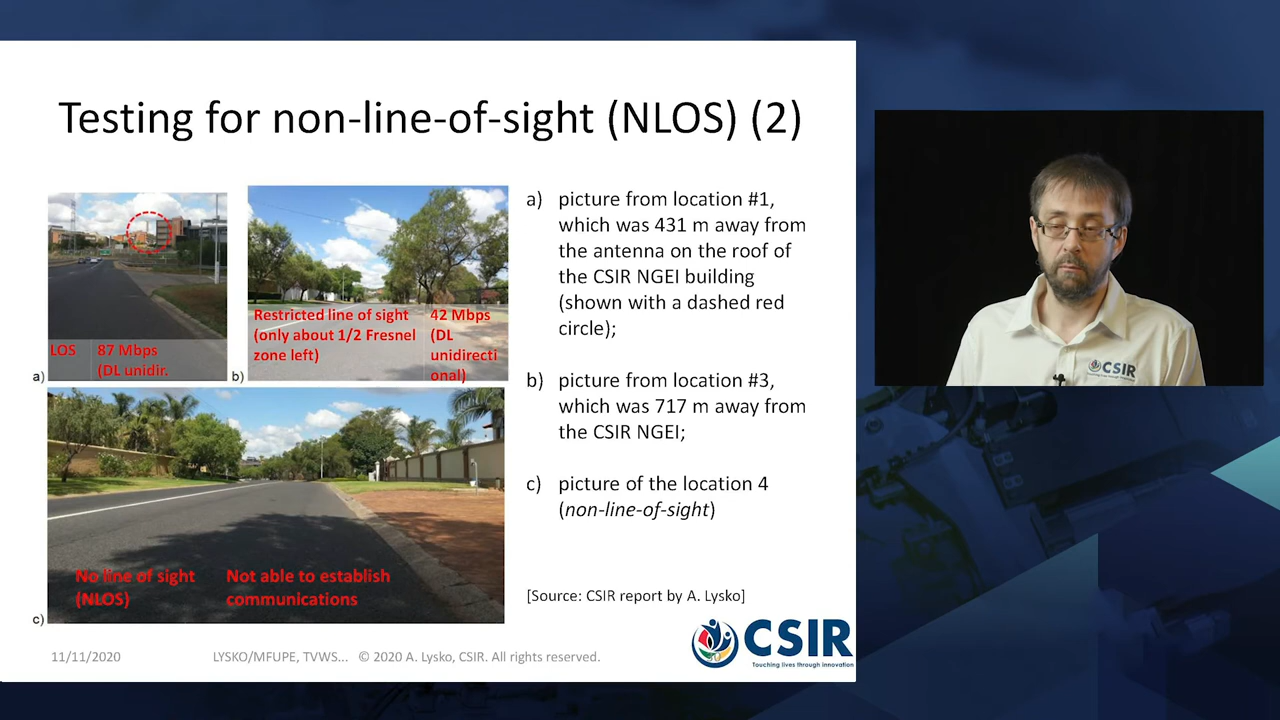 Testing for non-line-of-sight (NLOS) (2)
LOS
87 Mbps
(DL unidir.
a)
Restricted line of sight
(only about 1/2 Fresnel
zone left)
42 Mbps
(DL
unidirecti
onal)
b)
No line of sight
(NLOS)
Not able to establish
communications
c)
a) picture from location #1,
which was 431 m away from
the antenna on the roof of
the CSIR NGEI building
(shown with a dashed red
circle);
b) picture from location #3,
which was 717 m away from
the CSIR NGEI;
c) picture of the location 4
(non-line-of-sight)
[Source: CSIR report by A. Lysko]
CSIR
Touching lives through innovation
11/11/2020
LYSKO/MFUPE, TVWS... © 2020 A. Lysko, CSIR. All rights reserved.
CSIR
Touching lives through innovation